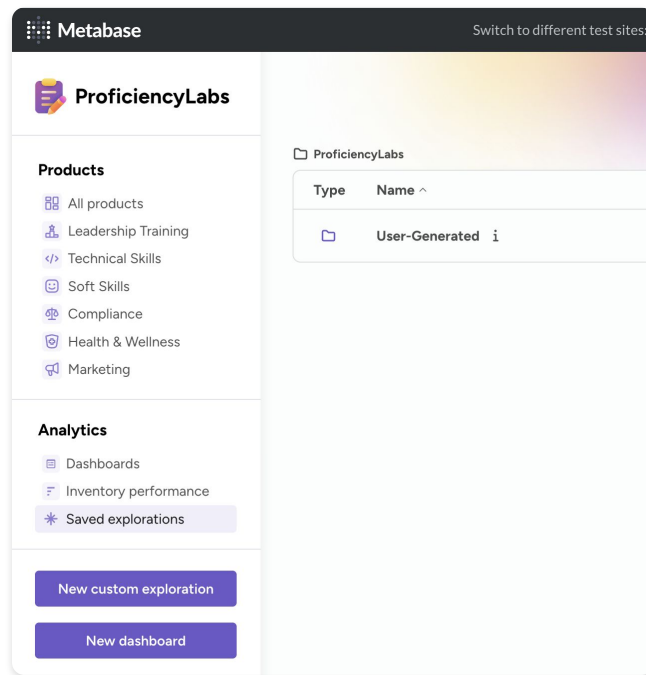 Metabase
Switch to different test sites:
ProficiencyLabs
Products
All products
Leadership Training
Technical Skills
Soft Skills
Compliance
Health & Wellness
Marketing
Analytics
Dashboards
Inventory performance
Saved explorations
New custom exploration
New dashboard
ProficiencyLabs
Type Name
User-Generated